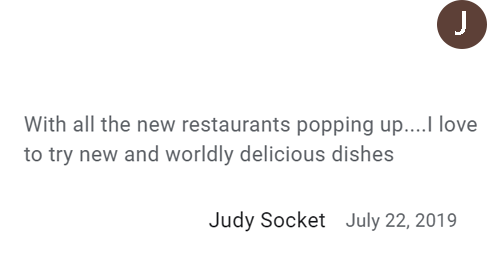 J
With all the new restaurants popping up....I love
to try new and worldly delicious dishes
Judy Socket July 22, 2019